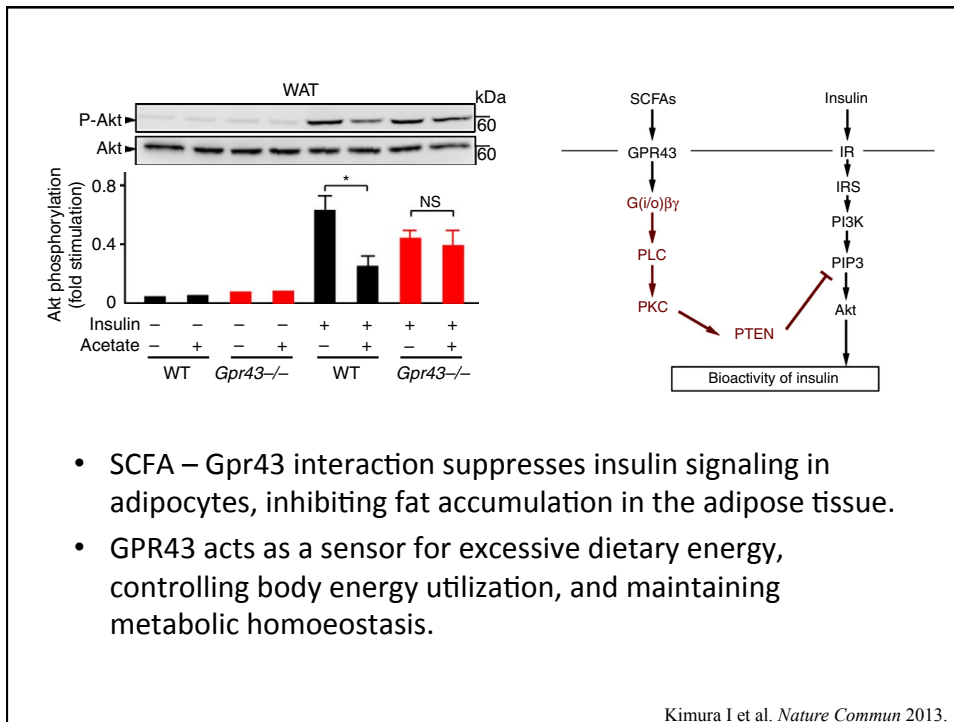 WAT
kDa
P-Akt
60
Akt
60
Akt phosphorylation
(fold stimulation)
0.8
0.4
0
*
NS
Insulin – – – – + + + +
Acetate – + – + – + – +
WT Gpr43–/– WT Gpr43–/–
SCFAs Insulin
GPR43 IR
IRS
G(i/o)βγ
PI3K
PLC
PIP3
PKC
Akt
PTEN
Bioactivity of insulin
• SCFA – Gpr43 interaction suppresses insulin signaling in
adipocytes, inhibiting fat accumulation in the adipose tissue.
• GPR43 acts as a sensor for excessive dietary energy,
controlling body energy utilization, and maintaining
metabolic homoeostasis.
Kimura I et al. Nature Commun 2013.